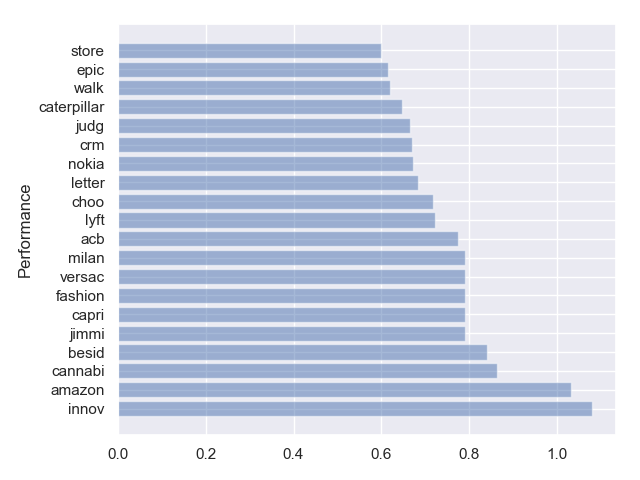 store
epic
walk
caterpillar
judg
crm
nokia
letter
choo
lyft
acb
milan
versac
fashion
capri
jimmi
besid
cannabi
amazon
innov
Performance
0.0 0.2 0.4 0.6 0.8 1.0